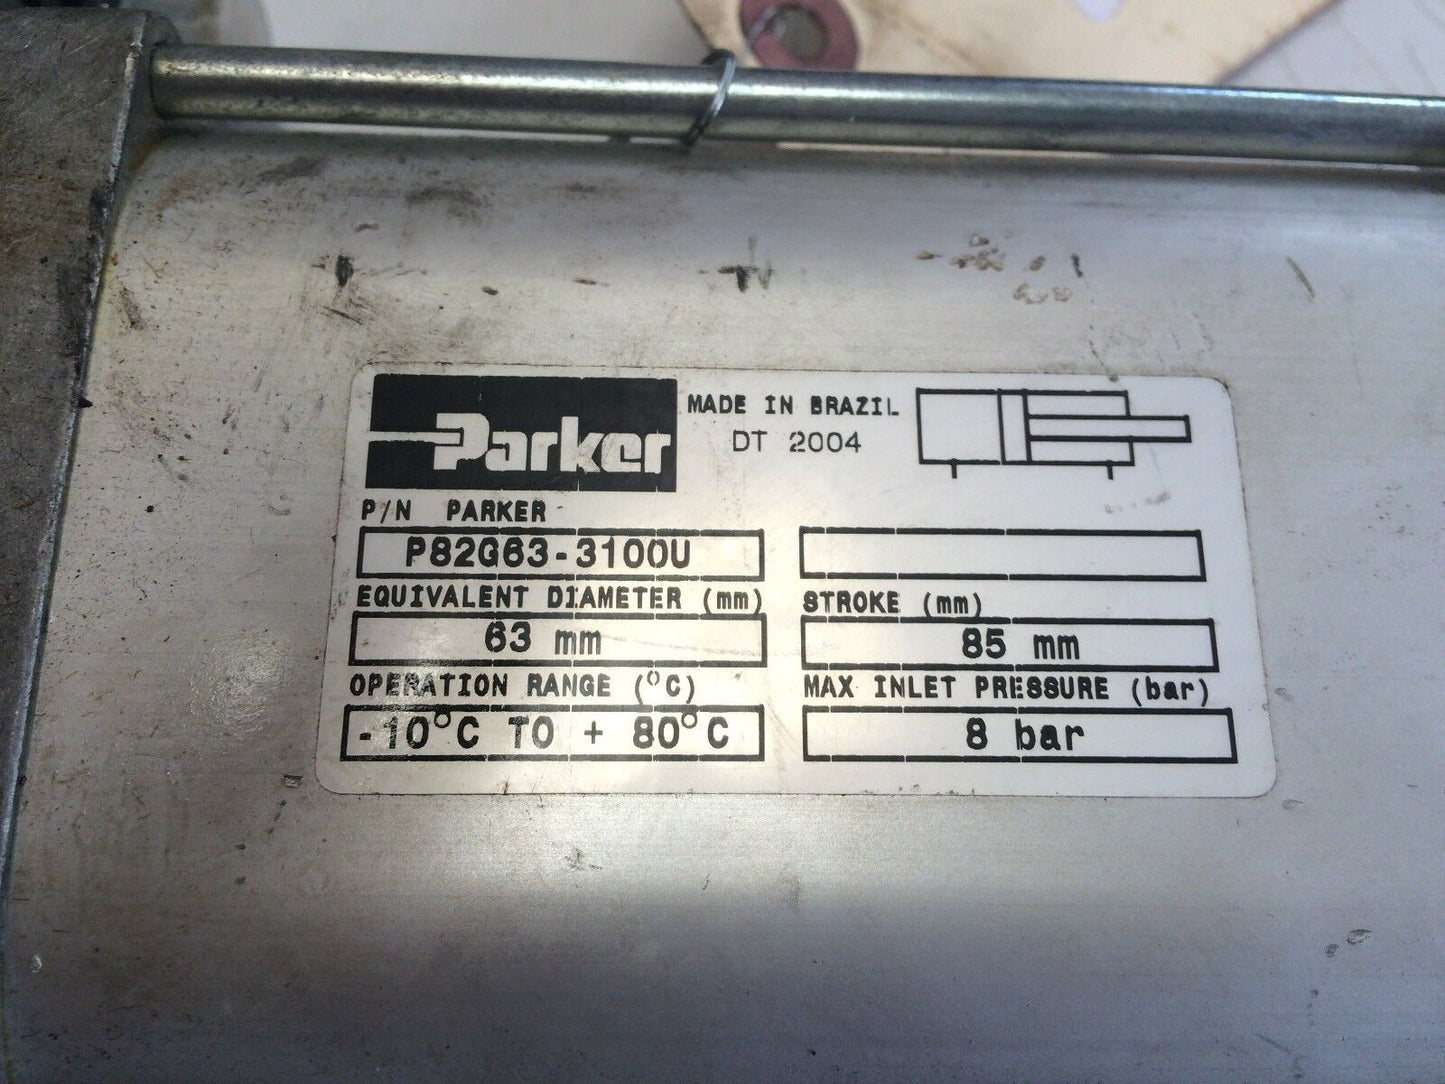 Parker MADE IN BRAZIL
DT 2004
P/N PARKER
P82G63-3100U
EQUIVALENT DIAMETER (mm) STROKE (mm)
63 mm 85 mm
OPERATION RANGE (°C) MAX INLET PRESSURE (bar)
-10°C TO + 80°C 8 bar